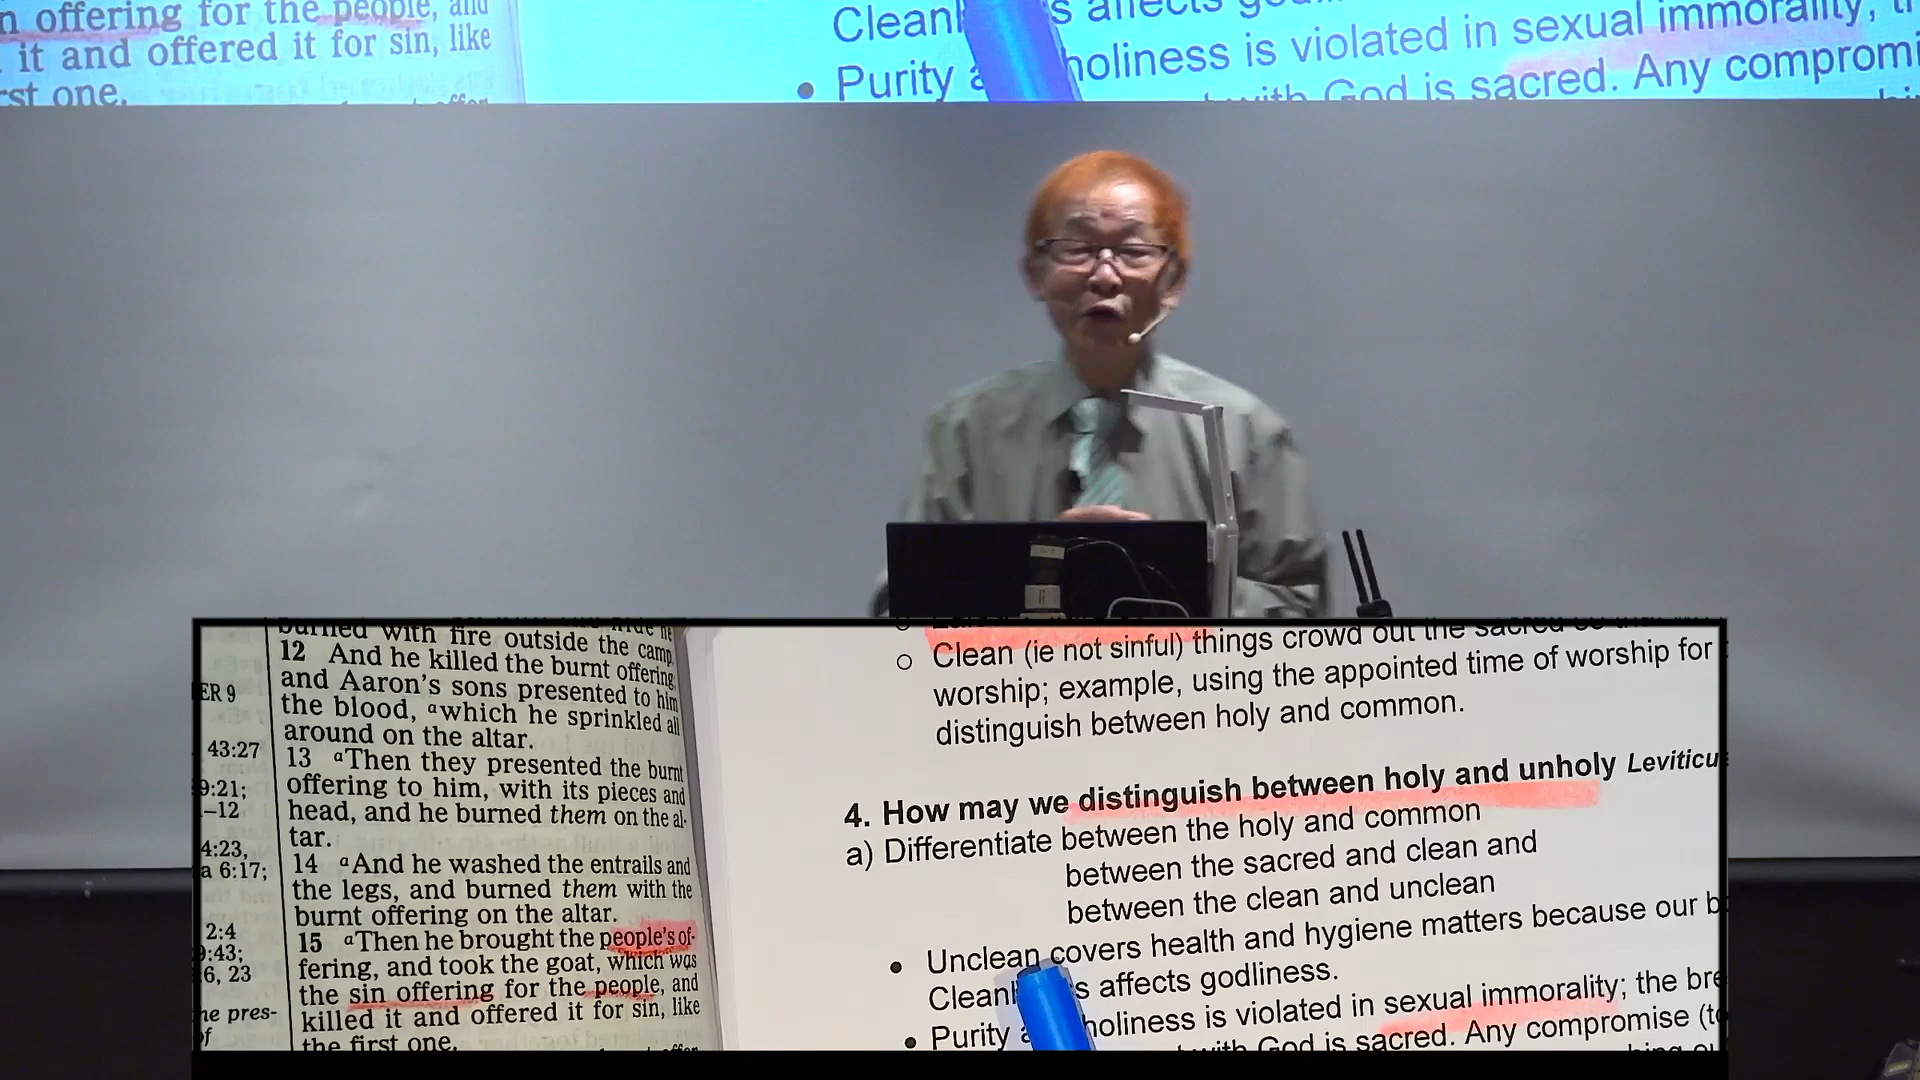 n offering for the people, and
it and offered it for sin, like
rst one.
s affects
Purity holiness is violated in sexual immorality;
with God is sacred. Any compromi
burned with fire outside the camp.
12 And he killed the burnt offering
and Aaron's sons presented to him
the blood, ᵃwhich he sprinkled all
around on the altar.
13 ᵃThen they presented the burnt
offering to him, with its pieces and
head, and he burned them on the al-
tar.
14 ᵃAnd he washed the entrails and
the legs, and burned them with the
burnt offering on the altar.
15 ᵃThen he brought the people's of-
fering, and took the goat, which was
the sin offering for the people, and
killed it and offered it for sin, like
the first one.
ER 9
43:27
9:21;
–12
4:23,
a 6:17;
2:4
9:43;
6, 23
he pres-
of
Clean (ie not sinful) things crowd out the sacred
worship; example, using the appointed time of worship for
distinguish between holy and common.
4. How may we distinguish between holy and unholy Leviticu
a) Differentiate between the holy and common
between the sacred and clean and
between the clean and unclean
• Unclean covers health and hygiene matters because our b
Cleanl s affects godliness.
• Purity holiness is violated in sexual immorality; the bre
with God is sacred. Any compromise (to